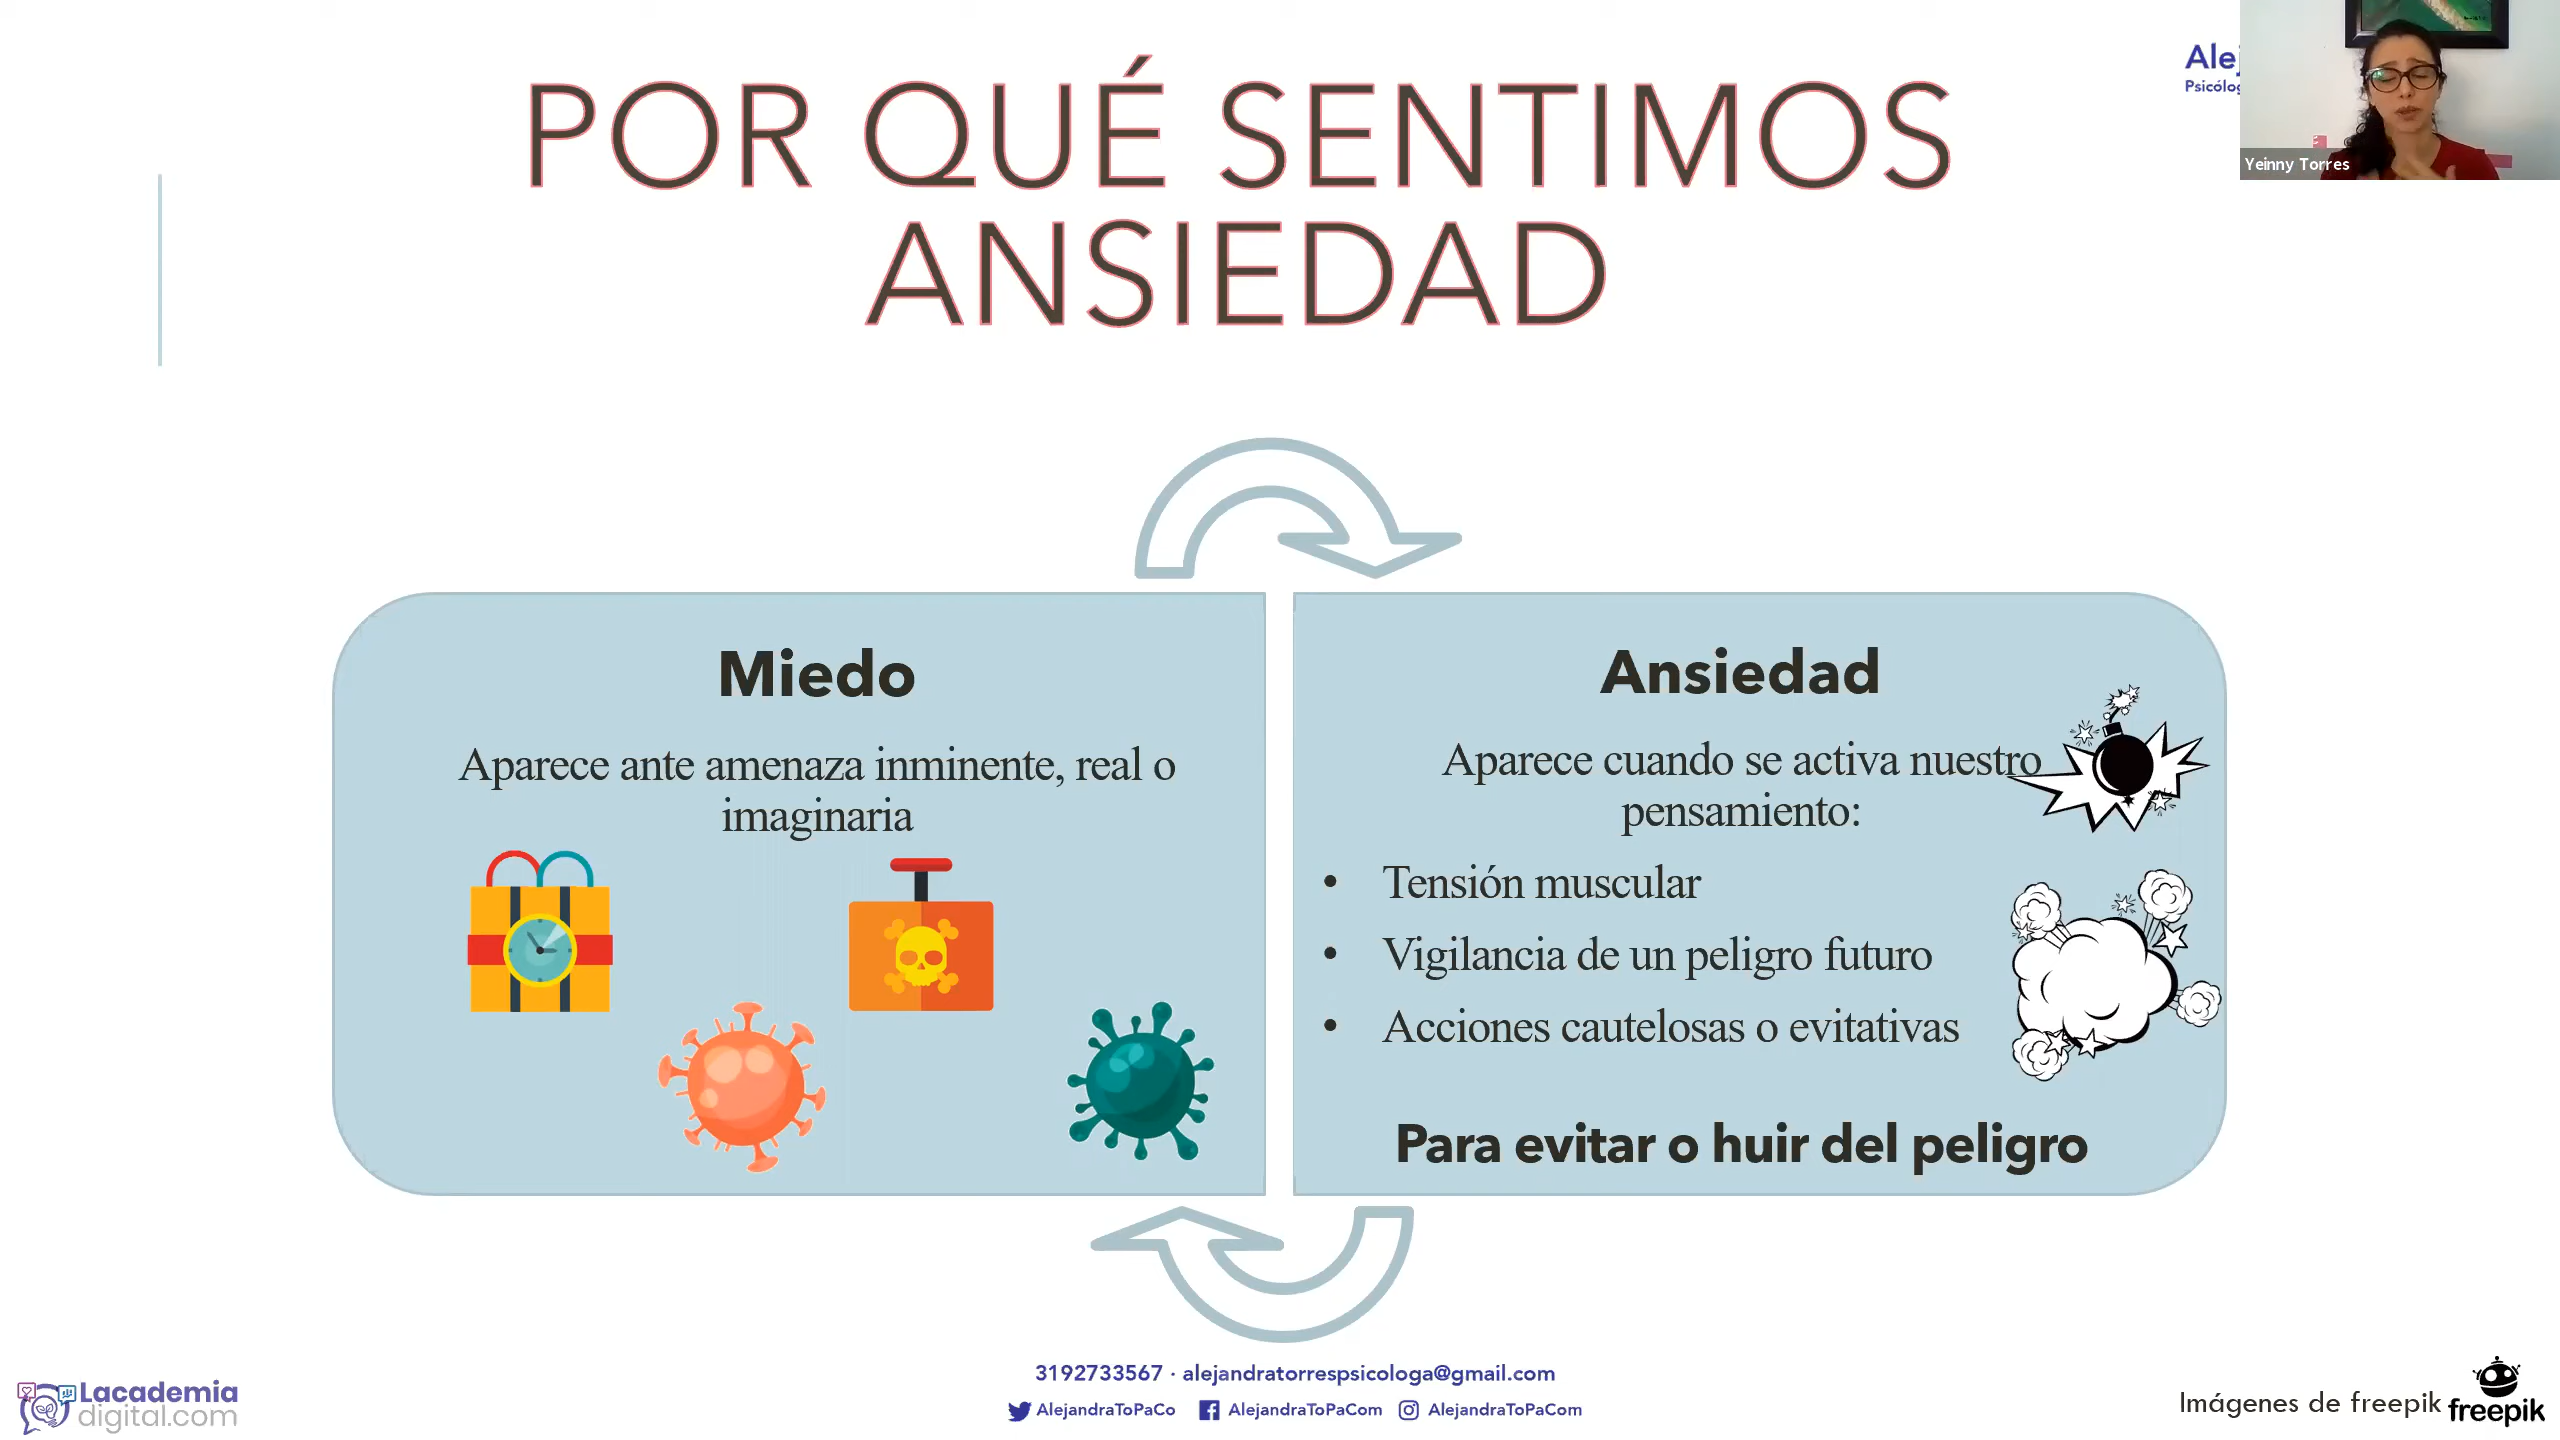 POR QUÉ SENTIMOS
ANSIEDAD
Ale
Psicólog
Yeinny Torres
Miedo
Aparece ante amenaza inminente, real o
imaginaria
Ansiedad
Aparece cuando se activa nuestro
pensamiento:
• Tensión muscular
• Vigilancia de un peligro futuro
• Acciones cautelosas o evitativas
Para evitar o huir del peligro
3192733567 · alejandratorrespsicologa@gmail.com
AlejandraToPaCo AlejandraToPaCom AlejandraToPaCom
Lacademia
digital.com
Imágenes de freepik
freepik